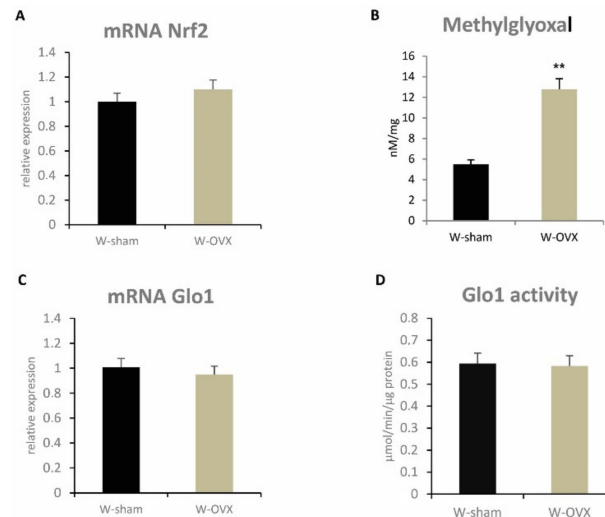 A
mRNA Nrf2
relative expression
1.4
1.2
1
0.8
0.6
0.4
0.2
0
W-sham W-OVX
B
Methylglyoxal
nM/mg
16
14
12
10
8
6
4
2
0
**
W-sham W-OVX
C
mRNA Glo1
relative expression
1.4
1.2
1
0.8
0.6
0.4
0.2
0
W-sham W-OVX
D
Glo1 activity
µmol/min/µg protein
0.8
0.7
0.6
0.5
0.4
0.3
0.2
0.1
0
W-sham W-OVX